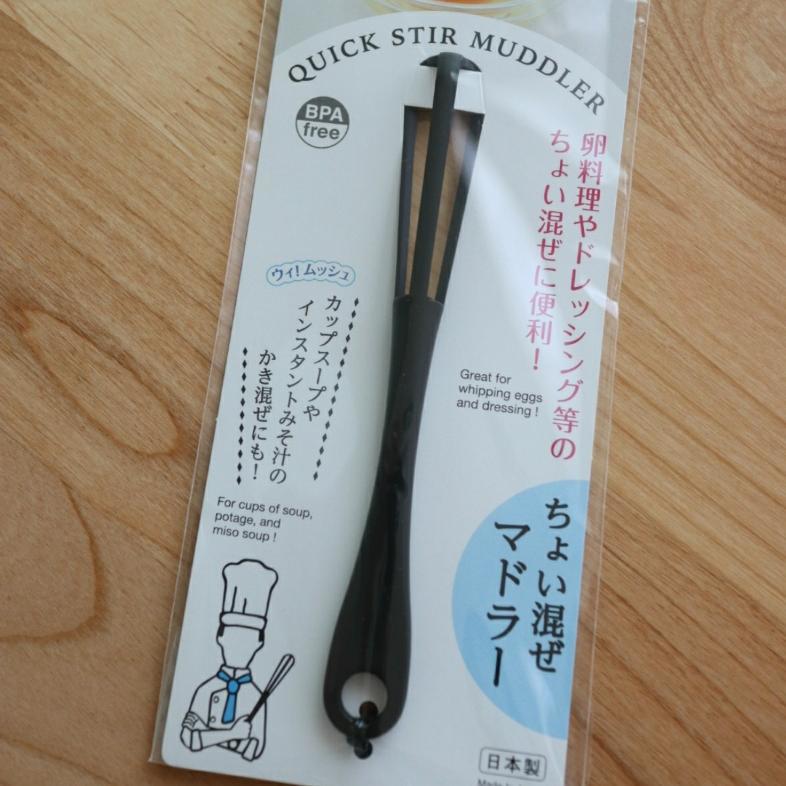 QUICK STIR MUDDLER
BPA
free
卵料理やドレッシング等の
ちょい混ぜに便利！
ウィ！ムッシュ
カップスープや
インスタントみそ汁の
かき混ぜにも！
Great for
whipping eggs
and dressing !
For cups of soup,
potage, and
miso soup !
ちょい混ぜ
マドラー
日本製
Made in